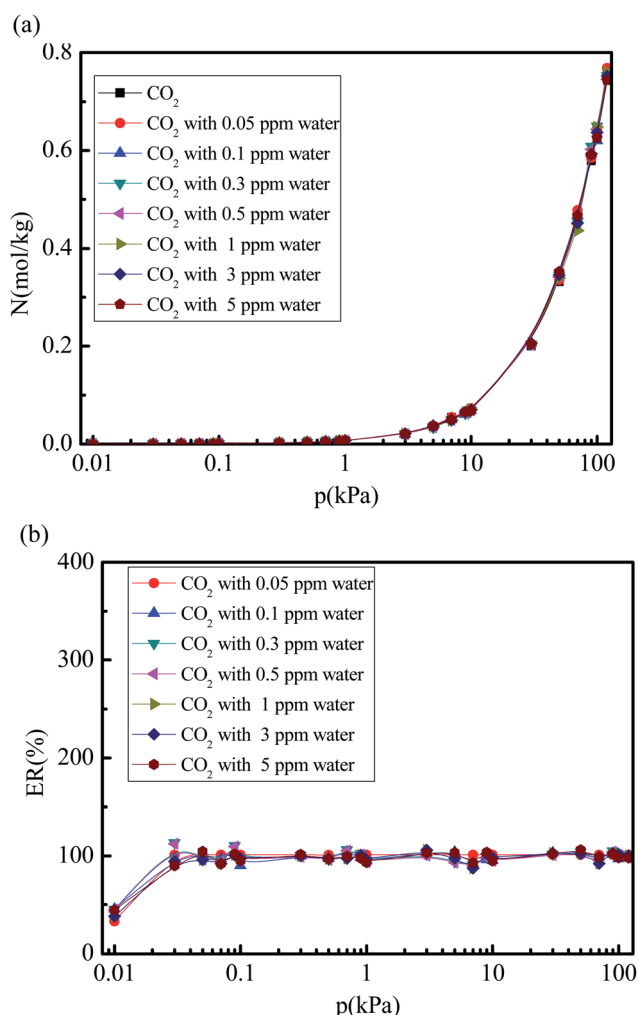 (a)
0.8
0.6
0.4
0.2
0.0
N(mol/kg)
CO2
CO2 with 0.05 ppm water
CO2 with 0.1 ppm water
CO2 with 0.3 ppm water
CO2 with 0.5 ppm water
CO2 with 1 ppm water
CO2 with 3 ppm water
CO2 with 5 ppm water
0.01 0.1 1 10 100
p(kPa)
(b)
400
300
200
100
0
ER(%)
CO2 with 0.05 ppm water
CO2 with 0.1 ppm water
CO2 with 0.3 ppm water
CO2 with 0.5 ppm water
CO2 with 1 ppm water
CO2 with 3 ppm water
CO2 with 5 ppm water
0.01 0.1 1 10 100
p(kPa)